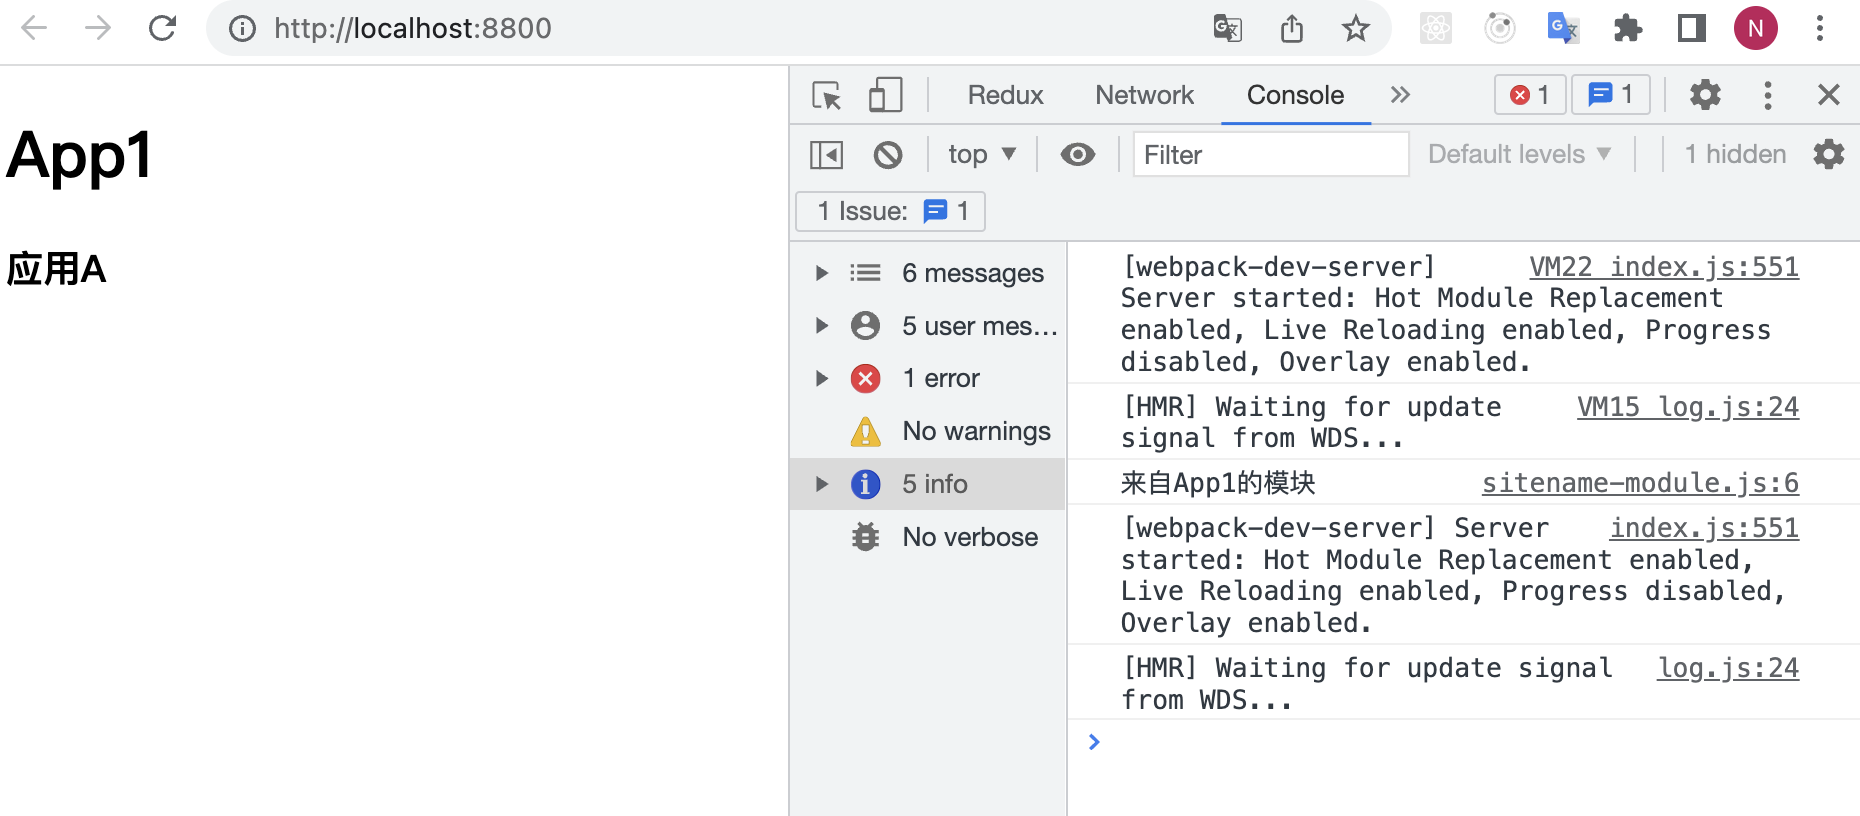 http://localhost:8800
N
App1
应用A
Redux Network Console 1 1
top Filter Default levels 1 hidden
1 Issue: 1
6 messages
5 user mes…
1 error
No warnings
5 info
No verbose
[webpack-dev-server] VM22 index.js:551
Server started: Hot Module Replacement
enabled, Live Reloading enabled, Progress
disabled, Overlay enabled.
[HMR] Waiting for update VM15 log.js:24
signal from WDS...
来自App1的模块 sitename-module.js:6
[webpack-dev-server] Server index.js:551
started: Hot Module Replacement enabled,
Live Reloading enabled, Progress disabled,
Overlay enabled.
[HMR] Waiting for update signal log.js:24
from WDS...